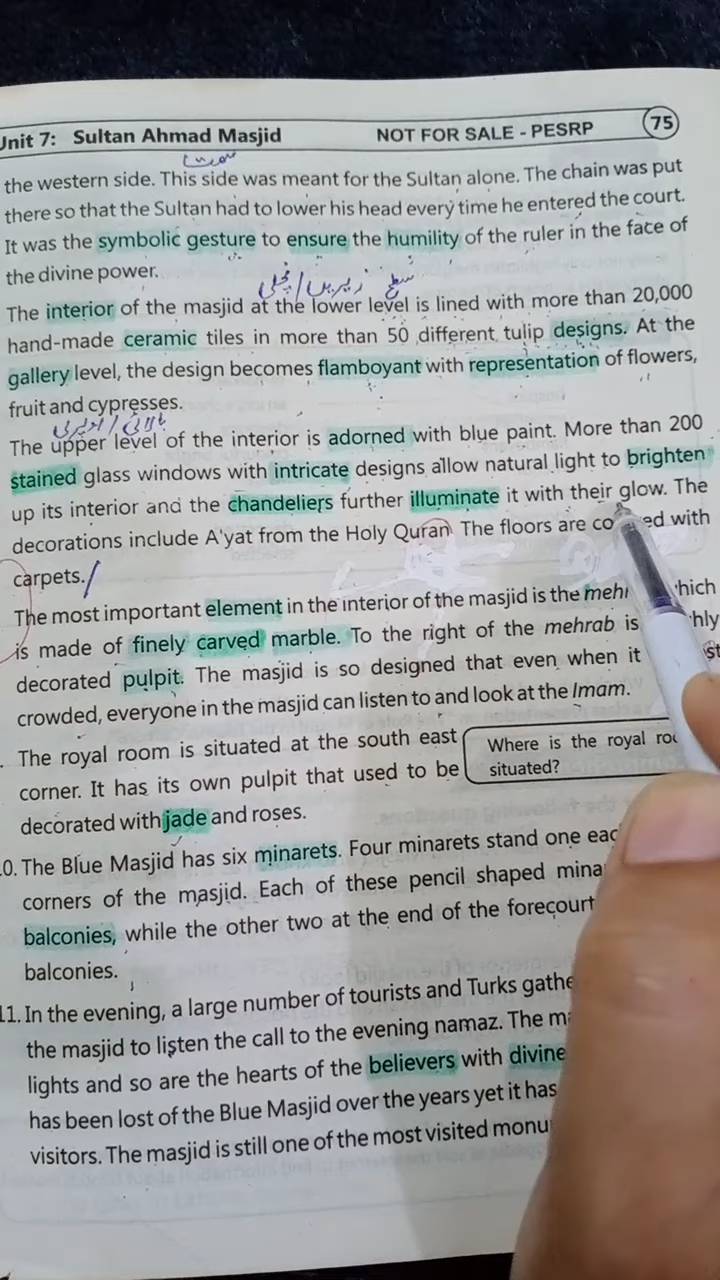 Unit 7: Sultan Ahmad Masjid NOT FOR SALE - PESRP 75
the western side. This side was meant for the Sultan alone. The chain was put
there so that the Sultan had to lower his head every time he entered the court.
It was the symbolic gesture to ensure the humility of the ruler in the face of
the divine power.
سطح زیریں/نچلی
The interior of the masjid at the lower level is lined with more than 20,000
hand-made ceramic tiles in more than 50 different tulip designs. At the
gallery level, the design becomes flamboyant with representation of flowers,
fruit and cypresses.
بالائی/اوپری
The upper level of the interior is adorned with blue paint. More than 200
stained glass windows with intricate designs allow natural light to brighten
up its interior and the chandeliers further illuminate it with their glow. The
decorations include A'yat from the Holy Quran The floors are with
carpets./
The most important element in the interior of the masjid is the which
is made of finely carved marble. To the right of the mehrab is
decorated pulpit. The masjid is so designed that even when it
crowded, everyone in the masjid can listen to and look at the Imam.
. The royal room is situated at the south east
corner. It has its own pulpit that used to be
decorated with jade and roses.
Where is the royal
situated?
0. The Blue Masjid has six minarets. Four minarets stand one
corners of the masjid. Each of these pencil shaped
balconies, while the other two at the end of the forecourt
balconies.
11. In the evening, a large number of tourists and Turks
the masjid to listen the call to the evening namaz. The
lights and so are the hearts of the believers with divine
has been lost of the Blue Masjid over the years yet it has
visitors. The masjid is still one of the most visited